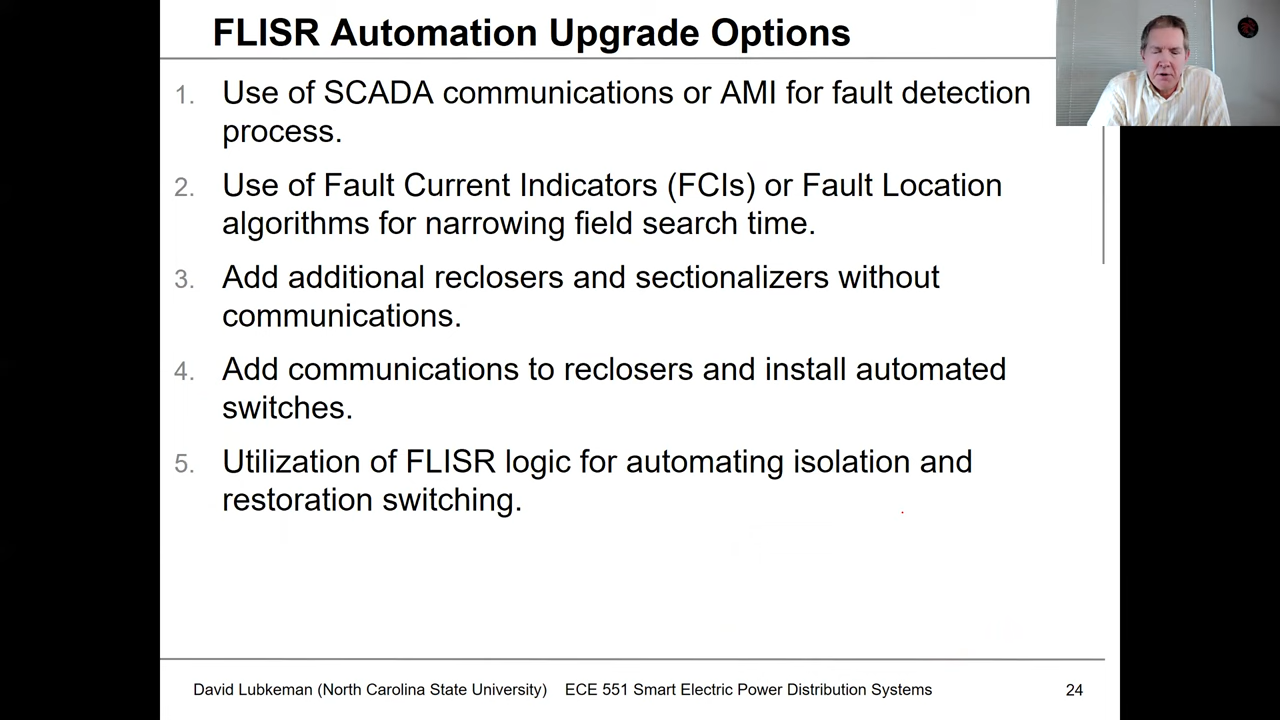 FLISR Automation Upgrade Options
1. Use of SCADA communications or AMI for fault detection
process.
2. Use of Fault Current Indicators (FCIs) or Fault Location
algorithms for narrowing field search time.
3. Add additional reclosers and sectionalizers without
communications.
4. Add communications to reclosers and install automated
switches.
5. Utilization of FLISR logic for automating isolation and
restoration switching.
David Lubkeman (North Carolina State University) ECE 551 Smart Electric Power Distribution Systems 24